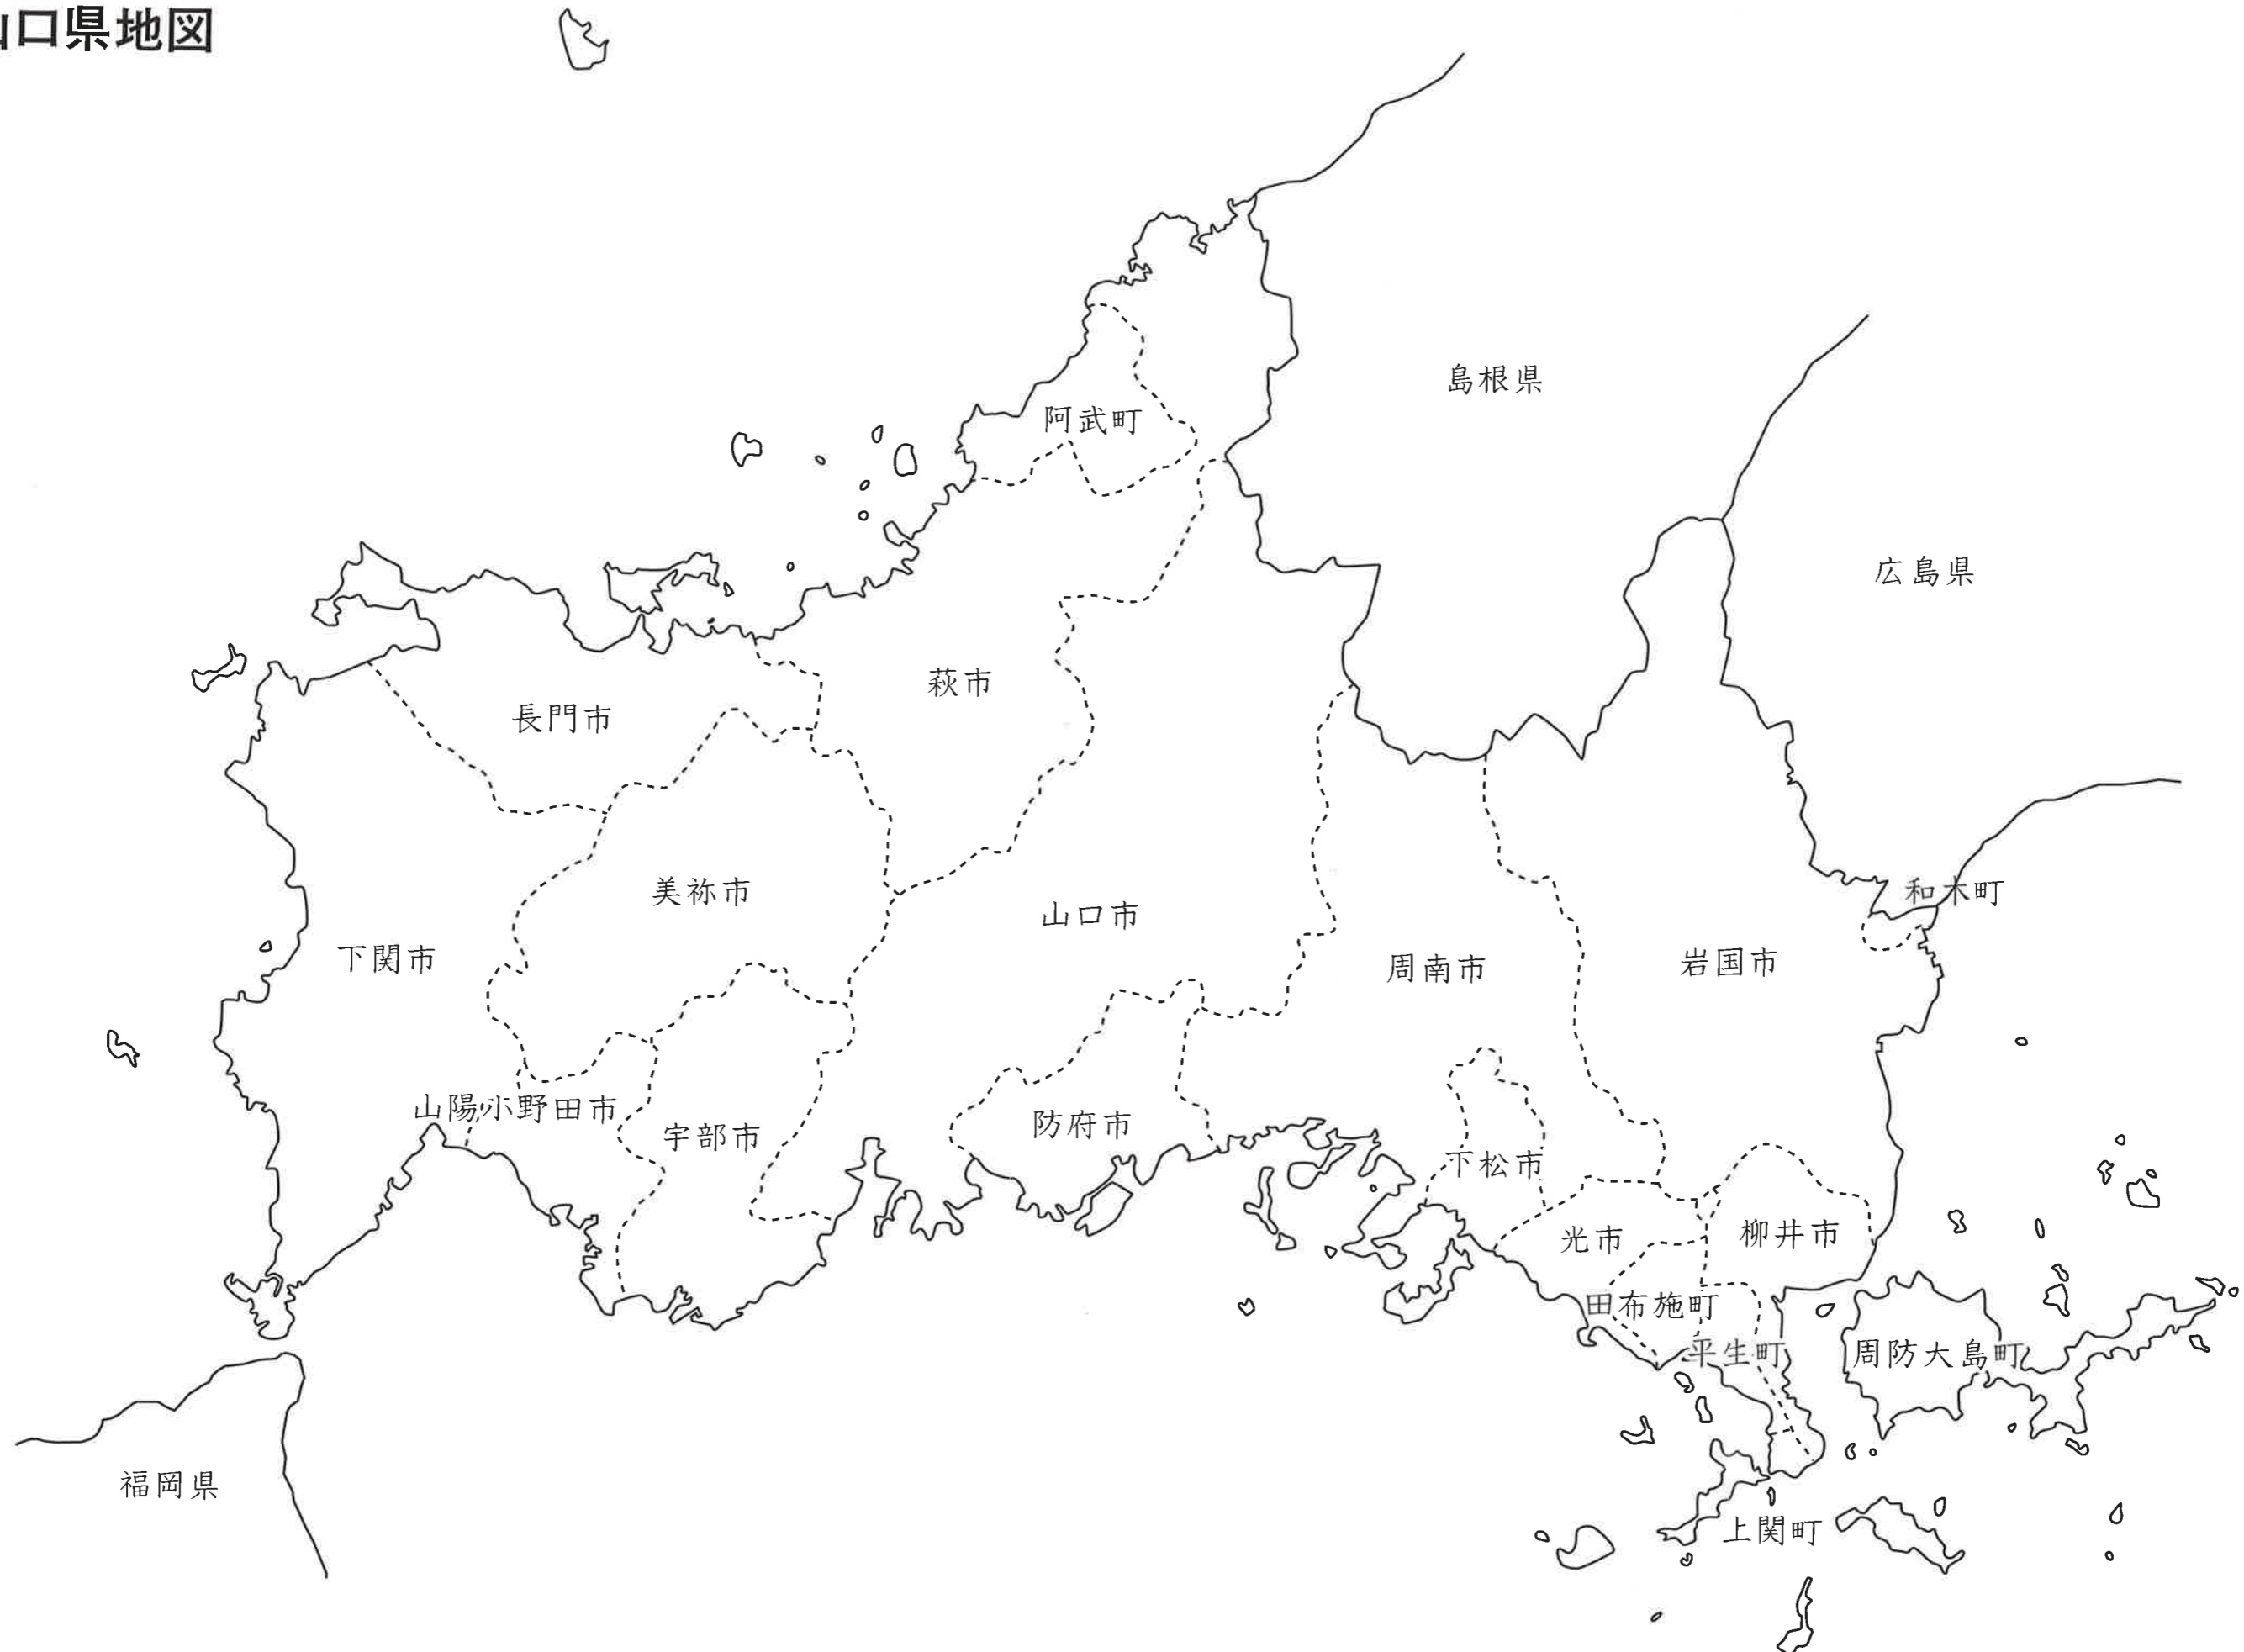 山口県地図
島根県
阿武町
広島県
萩市
長門市
美祢市
和木町
山口市
下関市
周南市
岩国市
山陽小野田市
防府市
宇部市
下松市
柳井市
光市
田布施町
平生町
周防大島町
福岡県
上関町